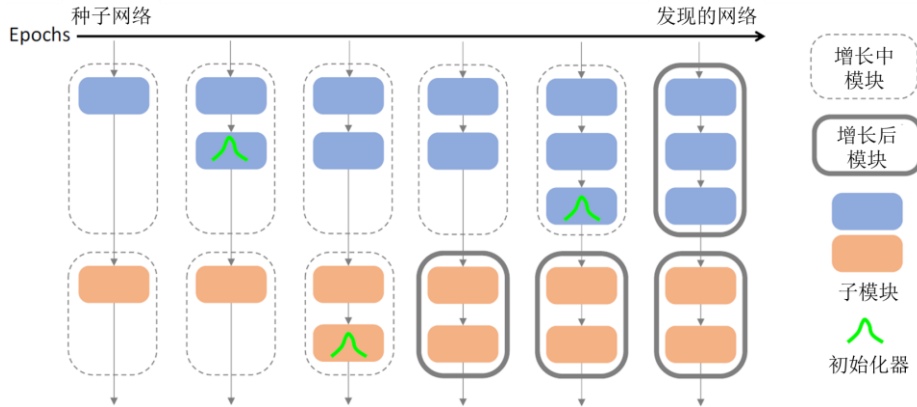 种子网络
发现的网络
Epochs
增长中
模块
增长后
模块
子模块
初始化器